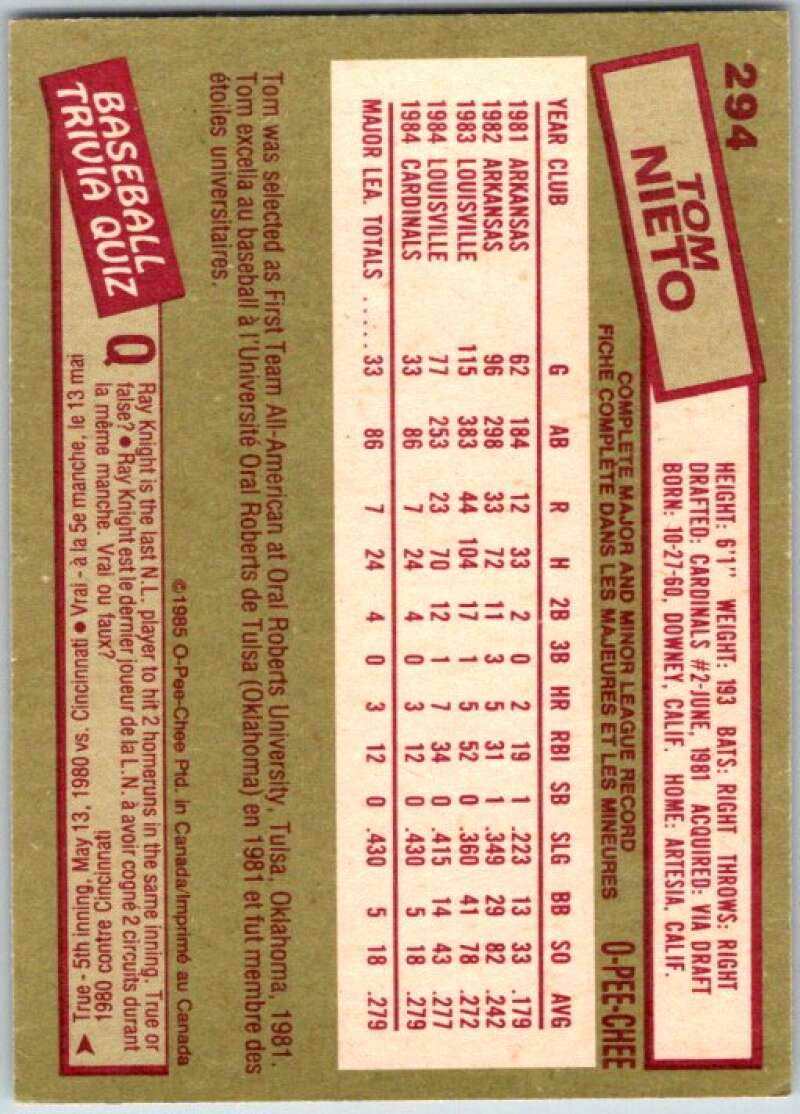 294
TOM
NIETO
HEIGHT: 6'1" WEIGHT: 193 BATS: RIGHT THROWS: RIGHT
DRAFTED: CARDINALS #2-JUNE, 1981 ACQUIRED: VIA DRAFT
BORN: 10-27-60, DOWNEY, CALIF. HOME: ARTESIA, CALIF.
COMPLETE MAJOR AND MINOR LEAGUE RECORD
FICHE COMPLÈTE DANS LES MAJEURES ET LES MINEURES
O-PEE-CHEE
YEAR CLUB G AB R H 2B 3B HR RBI SB SLG BB SO AVG
1981 ARKANSAS 62 184 12 33 2 0 2 19 1 .223 13 33 .179
1982 ARKANSAS 96 298 33 72 11 3 5 31 1 .349 29 82 .242
1983 LOUISVILLE 115 383 44 104 17 1 5 52 0 .360 41 78 .272
1984 LOUISVILLE 77 253 23 70 12 1 7 34 0 .415 14 43 .277
1984 CARDINALS 33 86 7 24 4 0 3 12 0 .430 5 18 .279
MAJOR LEA. TOTALS ..... 33 86 7 24 4 0 3 12 0 .430 5 18 .279
Tom was selected as First Team All-American at Oral Roberts University, Tulsa, Oklahoma, 1981.
Tom excella au baseball à l'Université Oral Roberts de Tulsa (Oklahoma) en 1981 et fut membre des
étoiles universitaires.
©1985 O-Pee-Chee Ptd. in Canada/Imprimé au Canada
BASEBALL
TRIVIA QUIZ
Q
Ray Knight is the last N.L. player to hit 2 homeruns in the same inning. True or
false? ● Ray Knight est le dernier joueur de la L.N. à avoir cogné 2 circuits durant
la même manche. Vrai ou faux?
1980 contre Cincinnati
True - 5th inning, May 13, 1980 vs. Cincinnati ● Vrai - à la 5e manche, le 13 mai